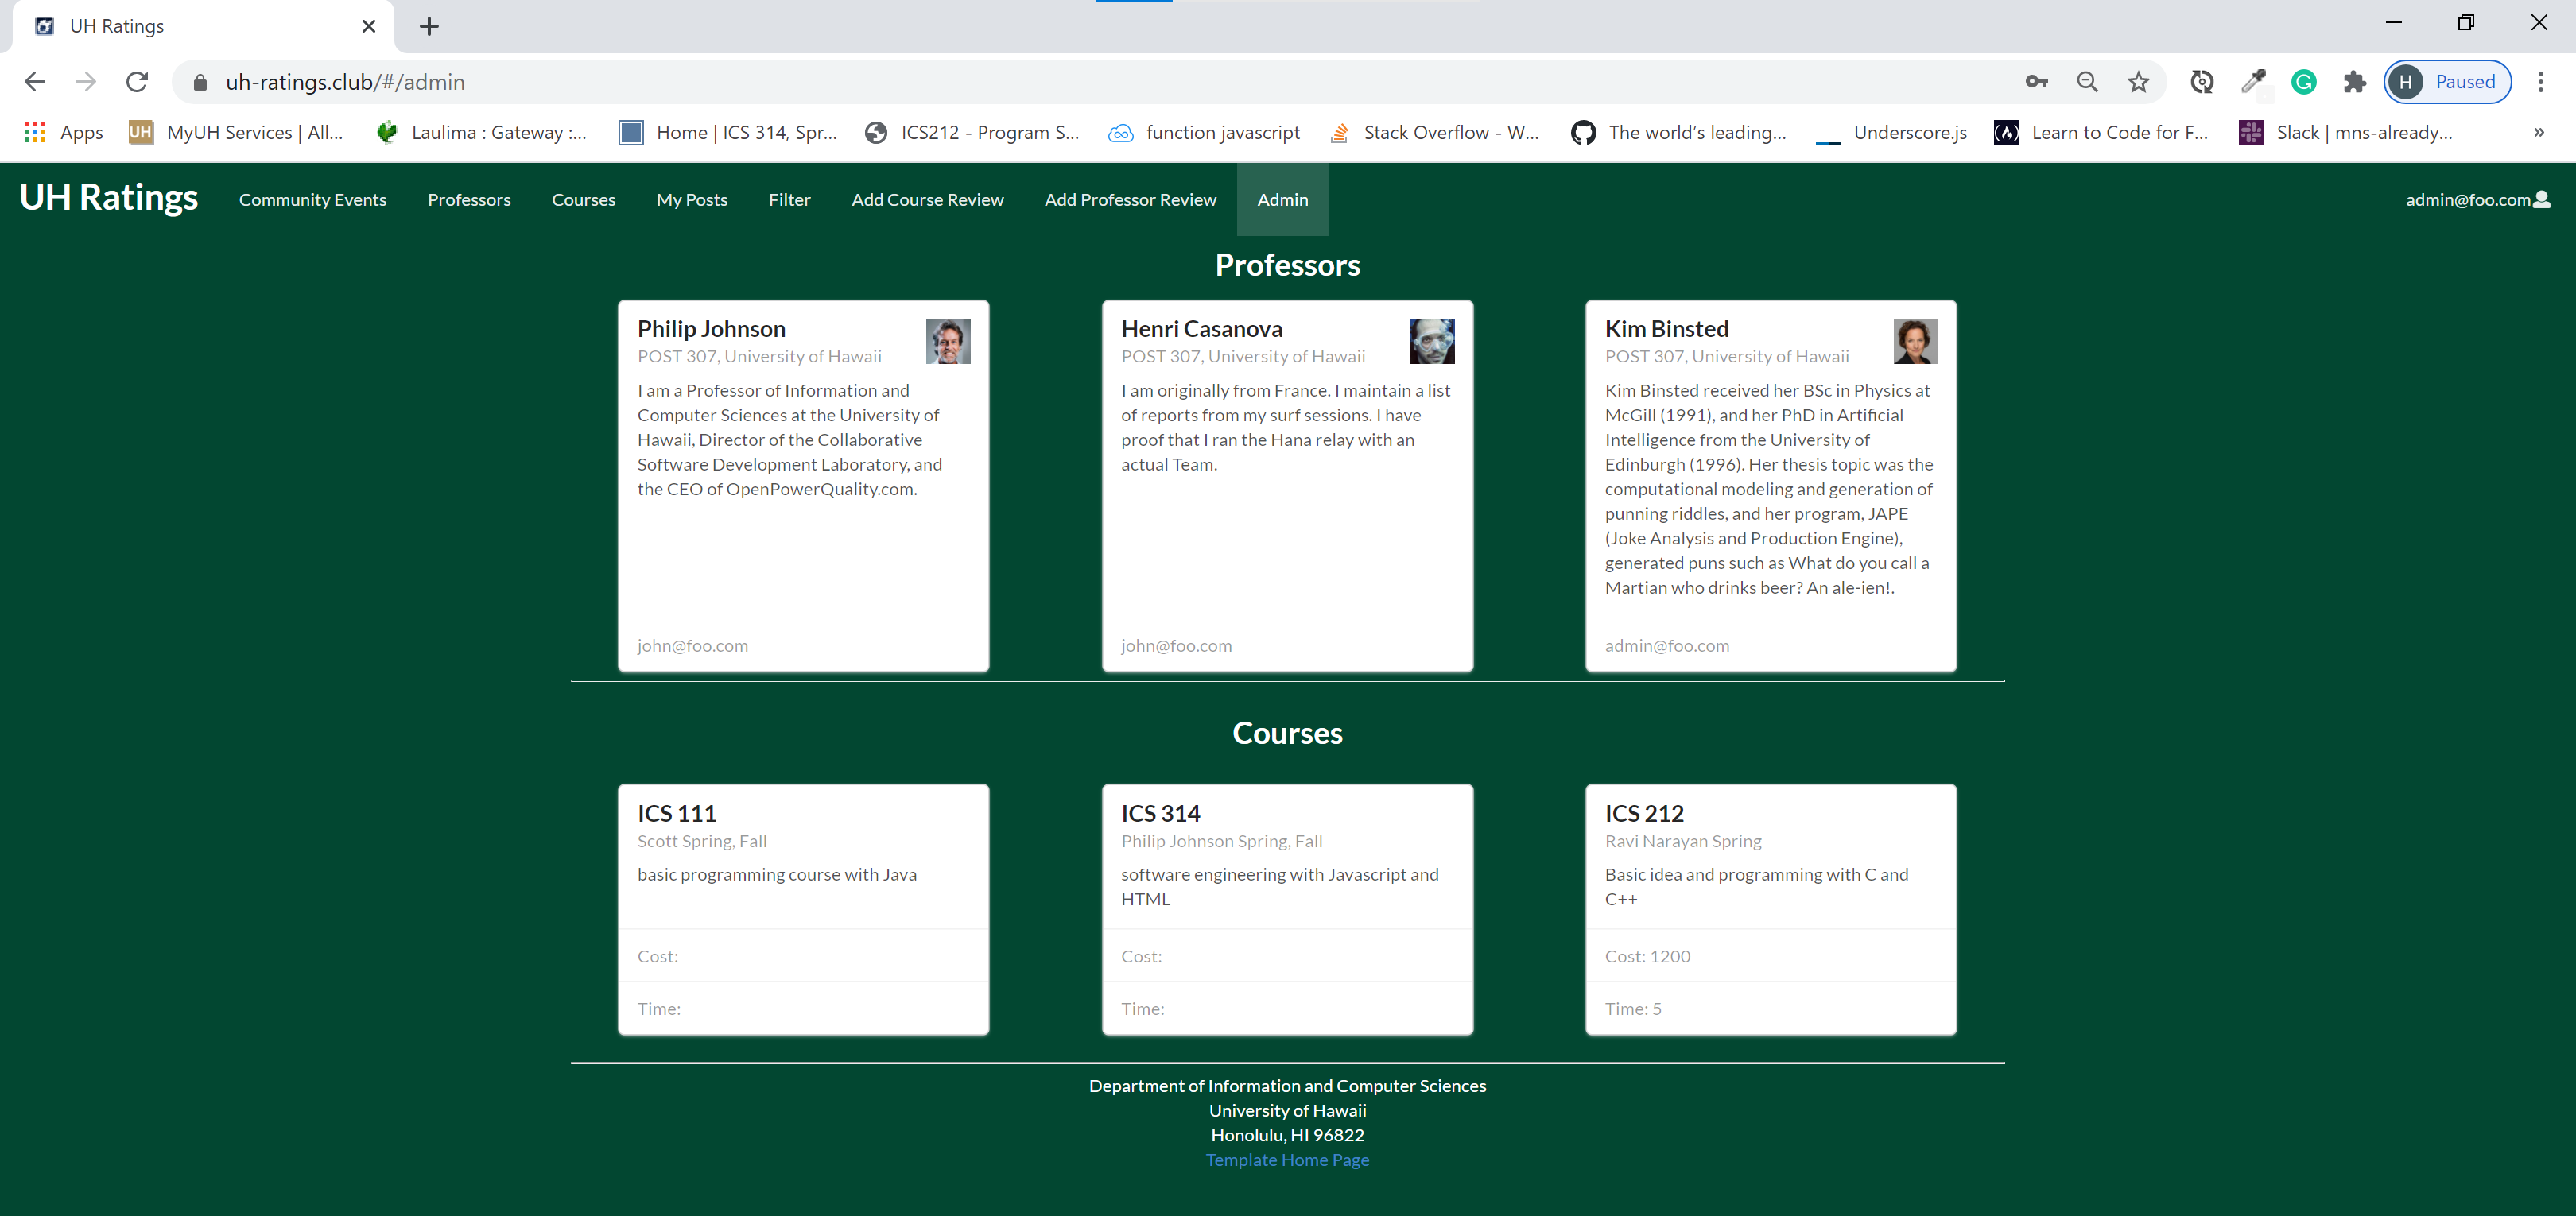 UH Ratings
uh-ratings.club/#/admin
H Paused
Apps
UH MyUH Services | All...
Laulima : Gateway :...
Home | ICS 314, Spr...
ICS212 - Program S...
function javascript
Stack Overflow - W...
The world's leading...
Underscore.js
Learn to Code for F...
Slack | mns-already...
»
UH Ratings
Community Events
Professors
Courses
My Posts
Filter
Add Course Review
Add Professor Review
Admin
admin@foo.com
Professors
Philip Johnson
POST 307, University of Hawaii
I am a Professor of Information and
Computer Sciences at the University of
Hawaii, Director of the Collaborative
Software Development Laboratory, and
the CEO of OpenPowerQuality.com.
john@foo.com
Henri Casanova
POST 307, University of Hawaii
I am originally from France. I maintain a list
of reports from my surf sessions. I have
proof that I ran the Hana relay with an
actual Team.
john@foo.com
Kim Binsted
POST 307, University of Hawaii
Kim Binsted received her BSc in Physics at
McGill (1991), and her PhD in Artificial
Intelligence from the University of
Edinburgh (1996). Her thesis topic was the
computational modeling and generation of
punning riddles, and her program, JAPE
(Joke Analysis and Production Engine),
generated puns such as What do you call a
Martian who drinks beer? An ale-ien!.
admin@foo.com
Courses
ICS 111
Scott Spring, Fall
basic programming course with Java
Cost:
Time:
ICS 314
Philip Johnson Spring, Fall
software engineering with Javascript and
HTML
Cost:
Time:
ICS 212
Ravi Narayan Spring
Basic idea and programming with C and
C++
Cost: 1200
Time: 5
Department of Information and Computer Sciences
University of Hawaii
Honolulu, HI 96822
Template Home Page